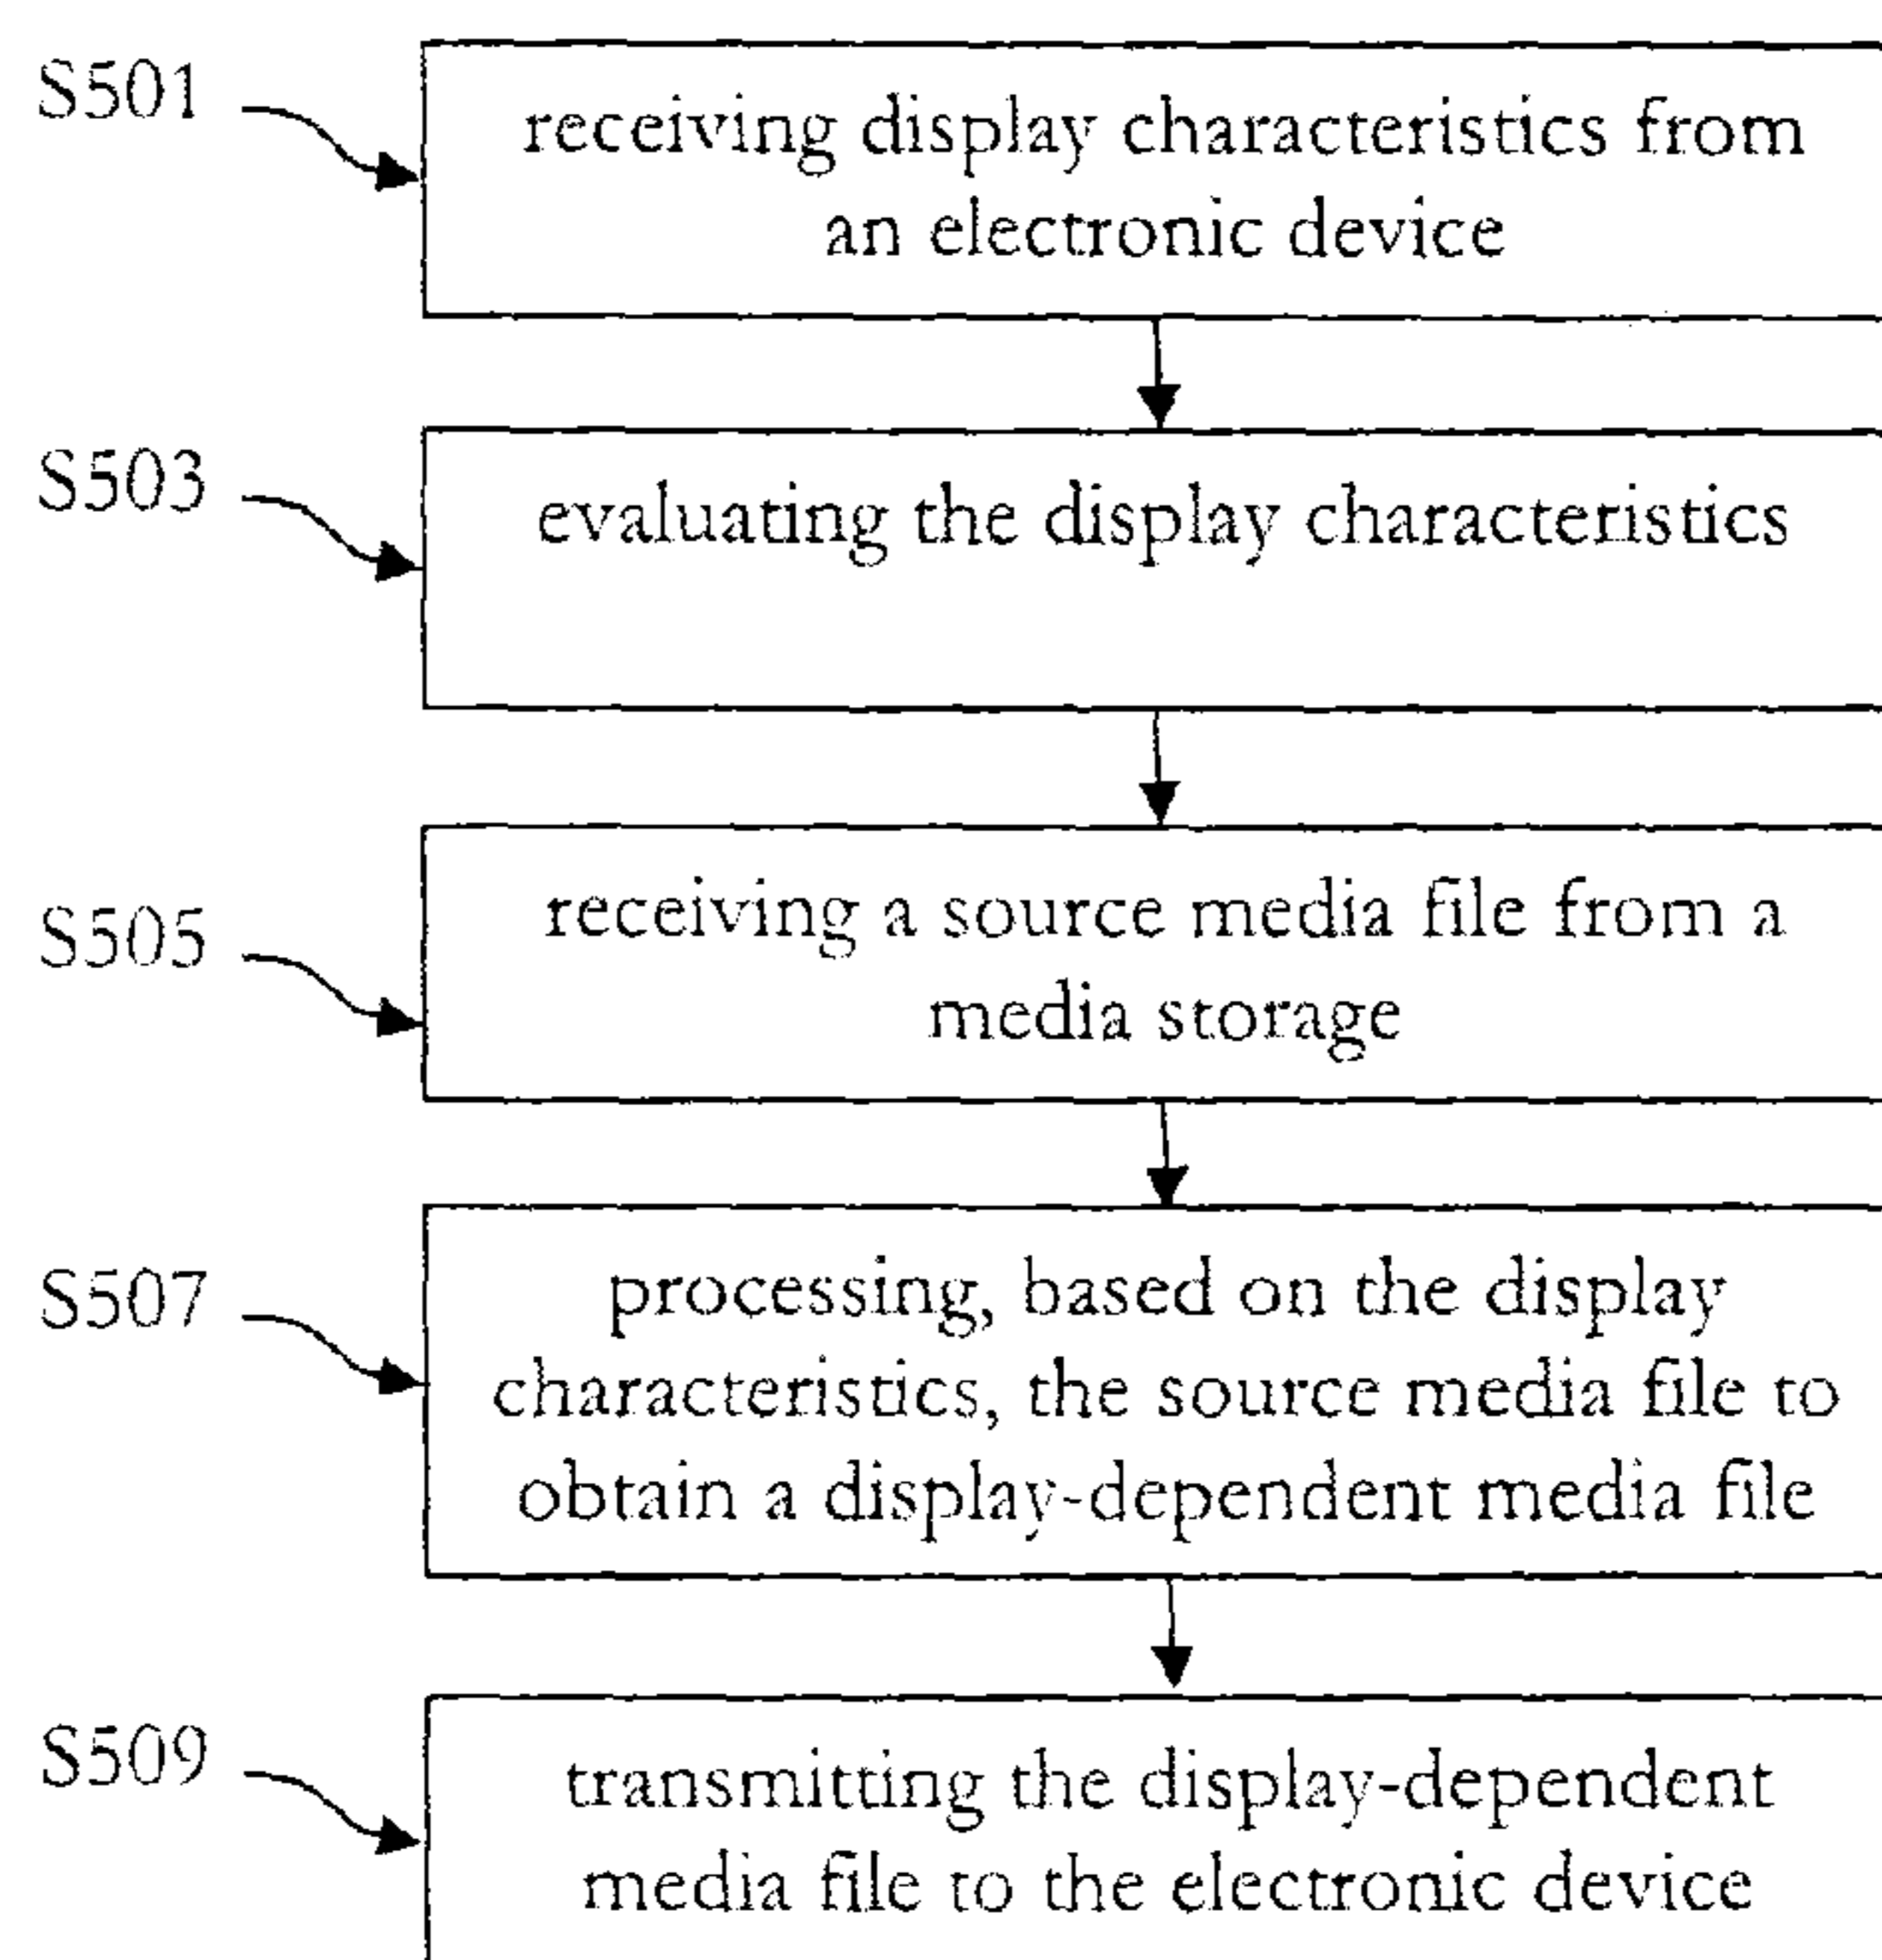 S501
receiving display characteristics from
an electronic device
S503
evaluating the display characteristics
S505
receiving a source media file from a
media storage
S507
processing, based on the display
characteristics, the source media file to
obtain a display-dependent media file
S509
transmitting the display-dependent
media file to the electronic device